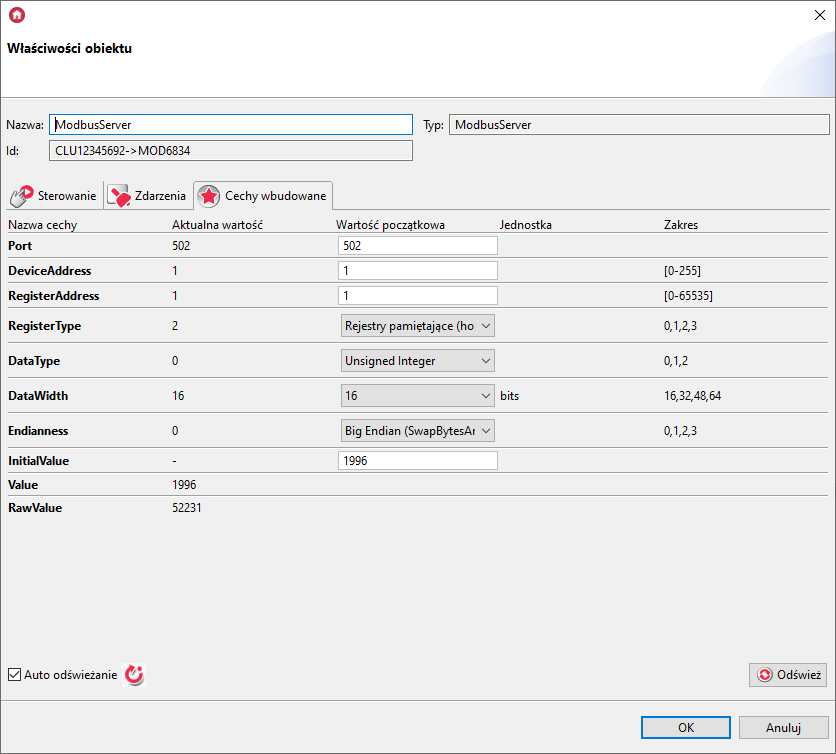 Właściwości obiektu
Nazwa: ModbusServer Typ: ModbusServer
Id: CLU12345692->MOD6834
Sterowanie Zdarzenia Cechy wbudowane
Nazwa cechy Aktualna wartość Wartość początkowa Jednostka Zakres
Port 502 502
DeviceAddress 1 1 [0-255]
RegisterAddress 1 1 [0-65535]
RegisterType 2 Rejestry pamiętające (ho 0,1,2,3
DataType 0 Unsigned Integer 0,1,2
DataWidth 16 16 bits 16,32,48,64
Endianness 0 Big Endian (SwapBytesAr 0,1,2,3
InitialValue - 1996
Value 1996
RawValue 52231
Auto odświeżanie Odśwież
OK Anuluj